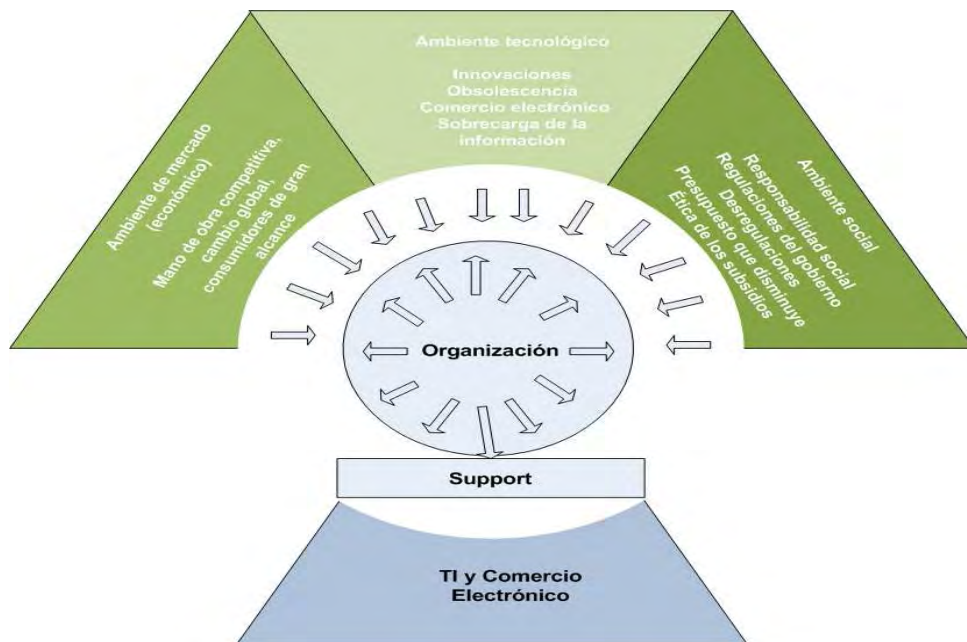 Ambiente tecnológico
Innovaciones
Obsolescencia
Comercio electrónico
Sobrecarga de la
información
Ambiente de mercado
(económico)
Mano de obra competitiva,
cambio global,
consumidores de gran
alcance
Ambiente social
Responsabilidad social
Regulaciones del gobierno
Desregulaciones
Presupuesto que disminuye
Ética de los subsidios
Organización
Support
TI y Comercio
Electrónico